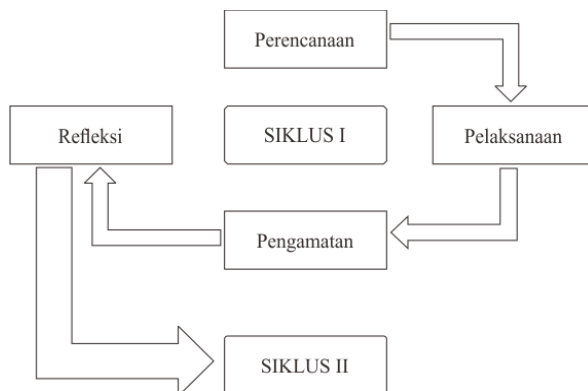 Perencanaan
Refleksi
SIKLUS I
Pelaksanaan
Pengamatan
SIKLUS II